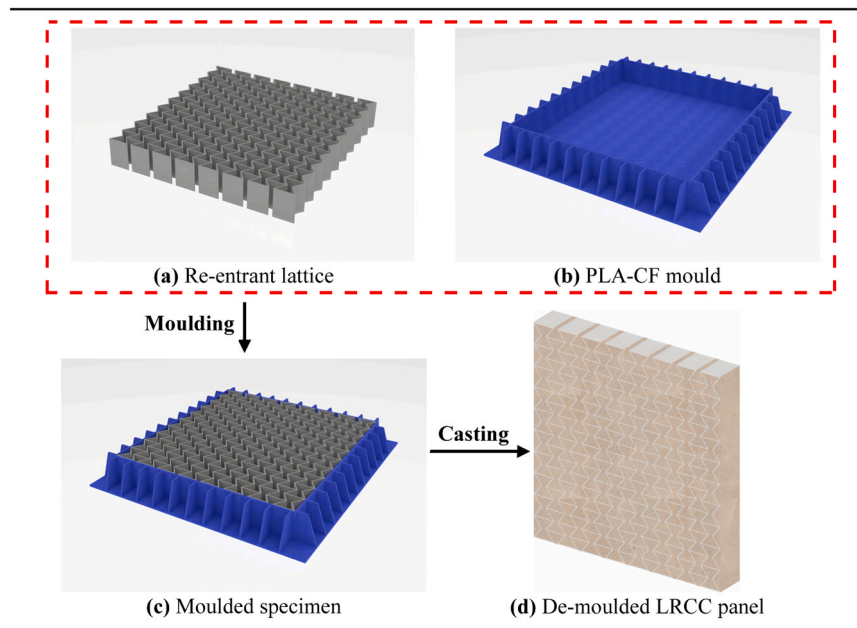 (a) Re-entrant lattice
(b) PLA-CF mould
Moulding
Casting
(c) Moulded specimen
(d) De-moulded LRCC panel